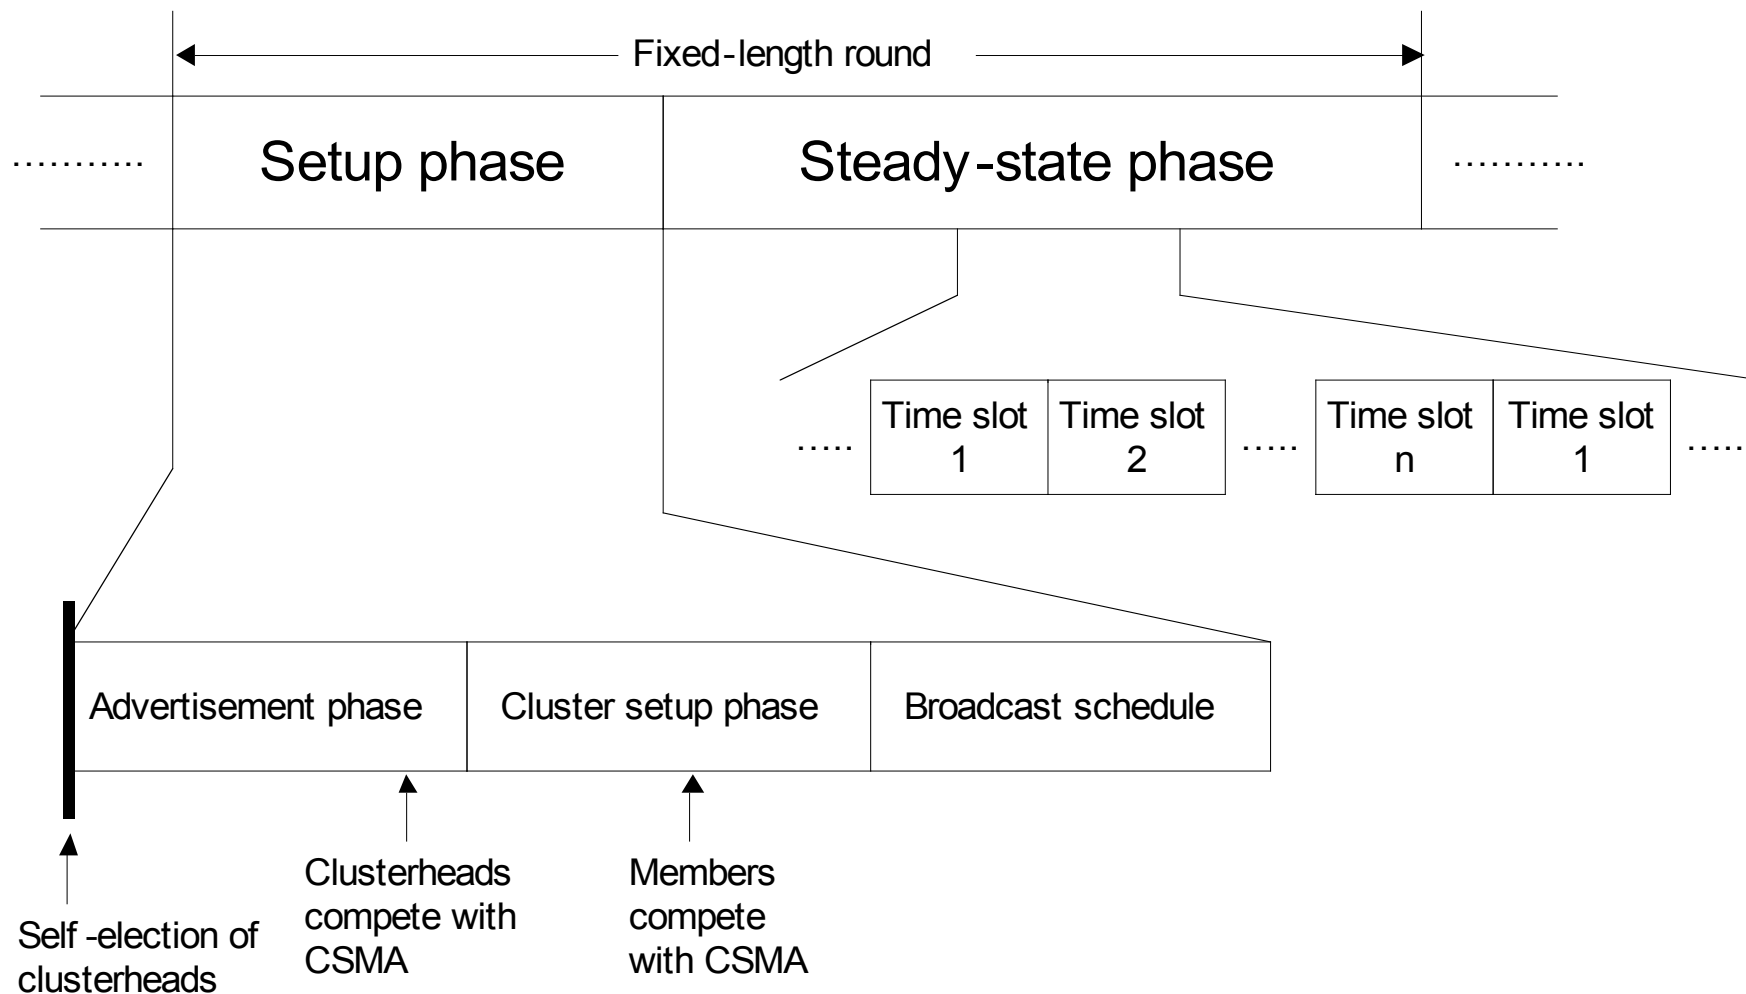 Fixed-length round
........... Setup phase Steady-state phase ...........
..... Time slot 1 Time slot 2 ..... Time slot n Time slot 1 .....
Advertisement phase Cluster setup phase Broadcast schedule
Self-election of
clusterheads
Clusterheads
compete with
CSMA
Members
compete
with CSMA